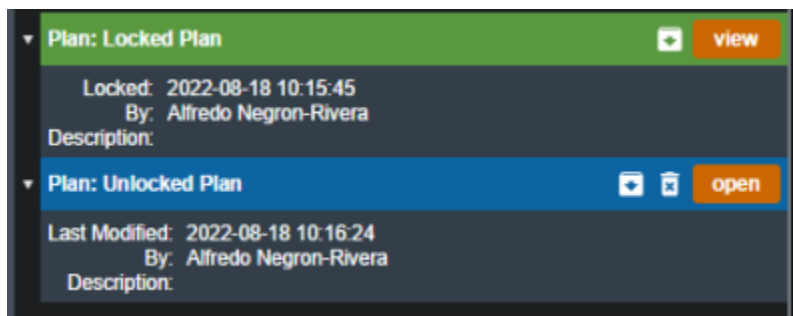 Plan: Locked Plan view
Locked: 2022-08-18 10:15:45
By: Alfredo Negron-Rivera
Description:
Plan: Unlocked Plan open
Last Modified: 2022-08-18 10:16:24
By: Alfredo Negron-Rivera
Description: